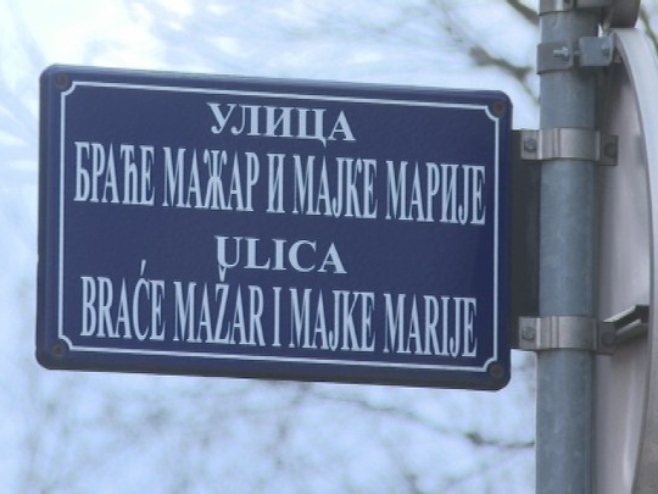 УЛИЦА
БРАЋЕ МАЖАР И МАЈКЕ МАРИЈЕ
ULICA
BRAĆE MAŽAR I MAJKE MARIJE